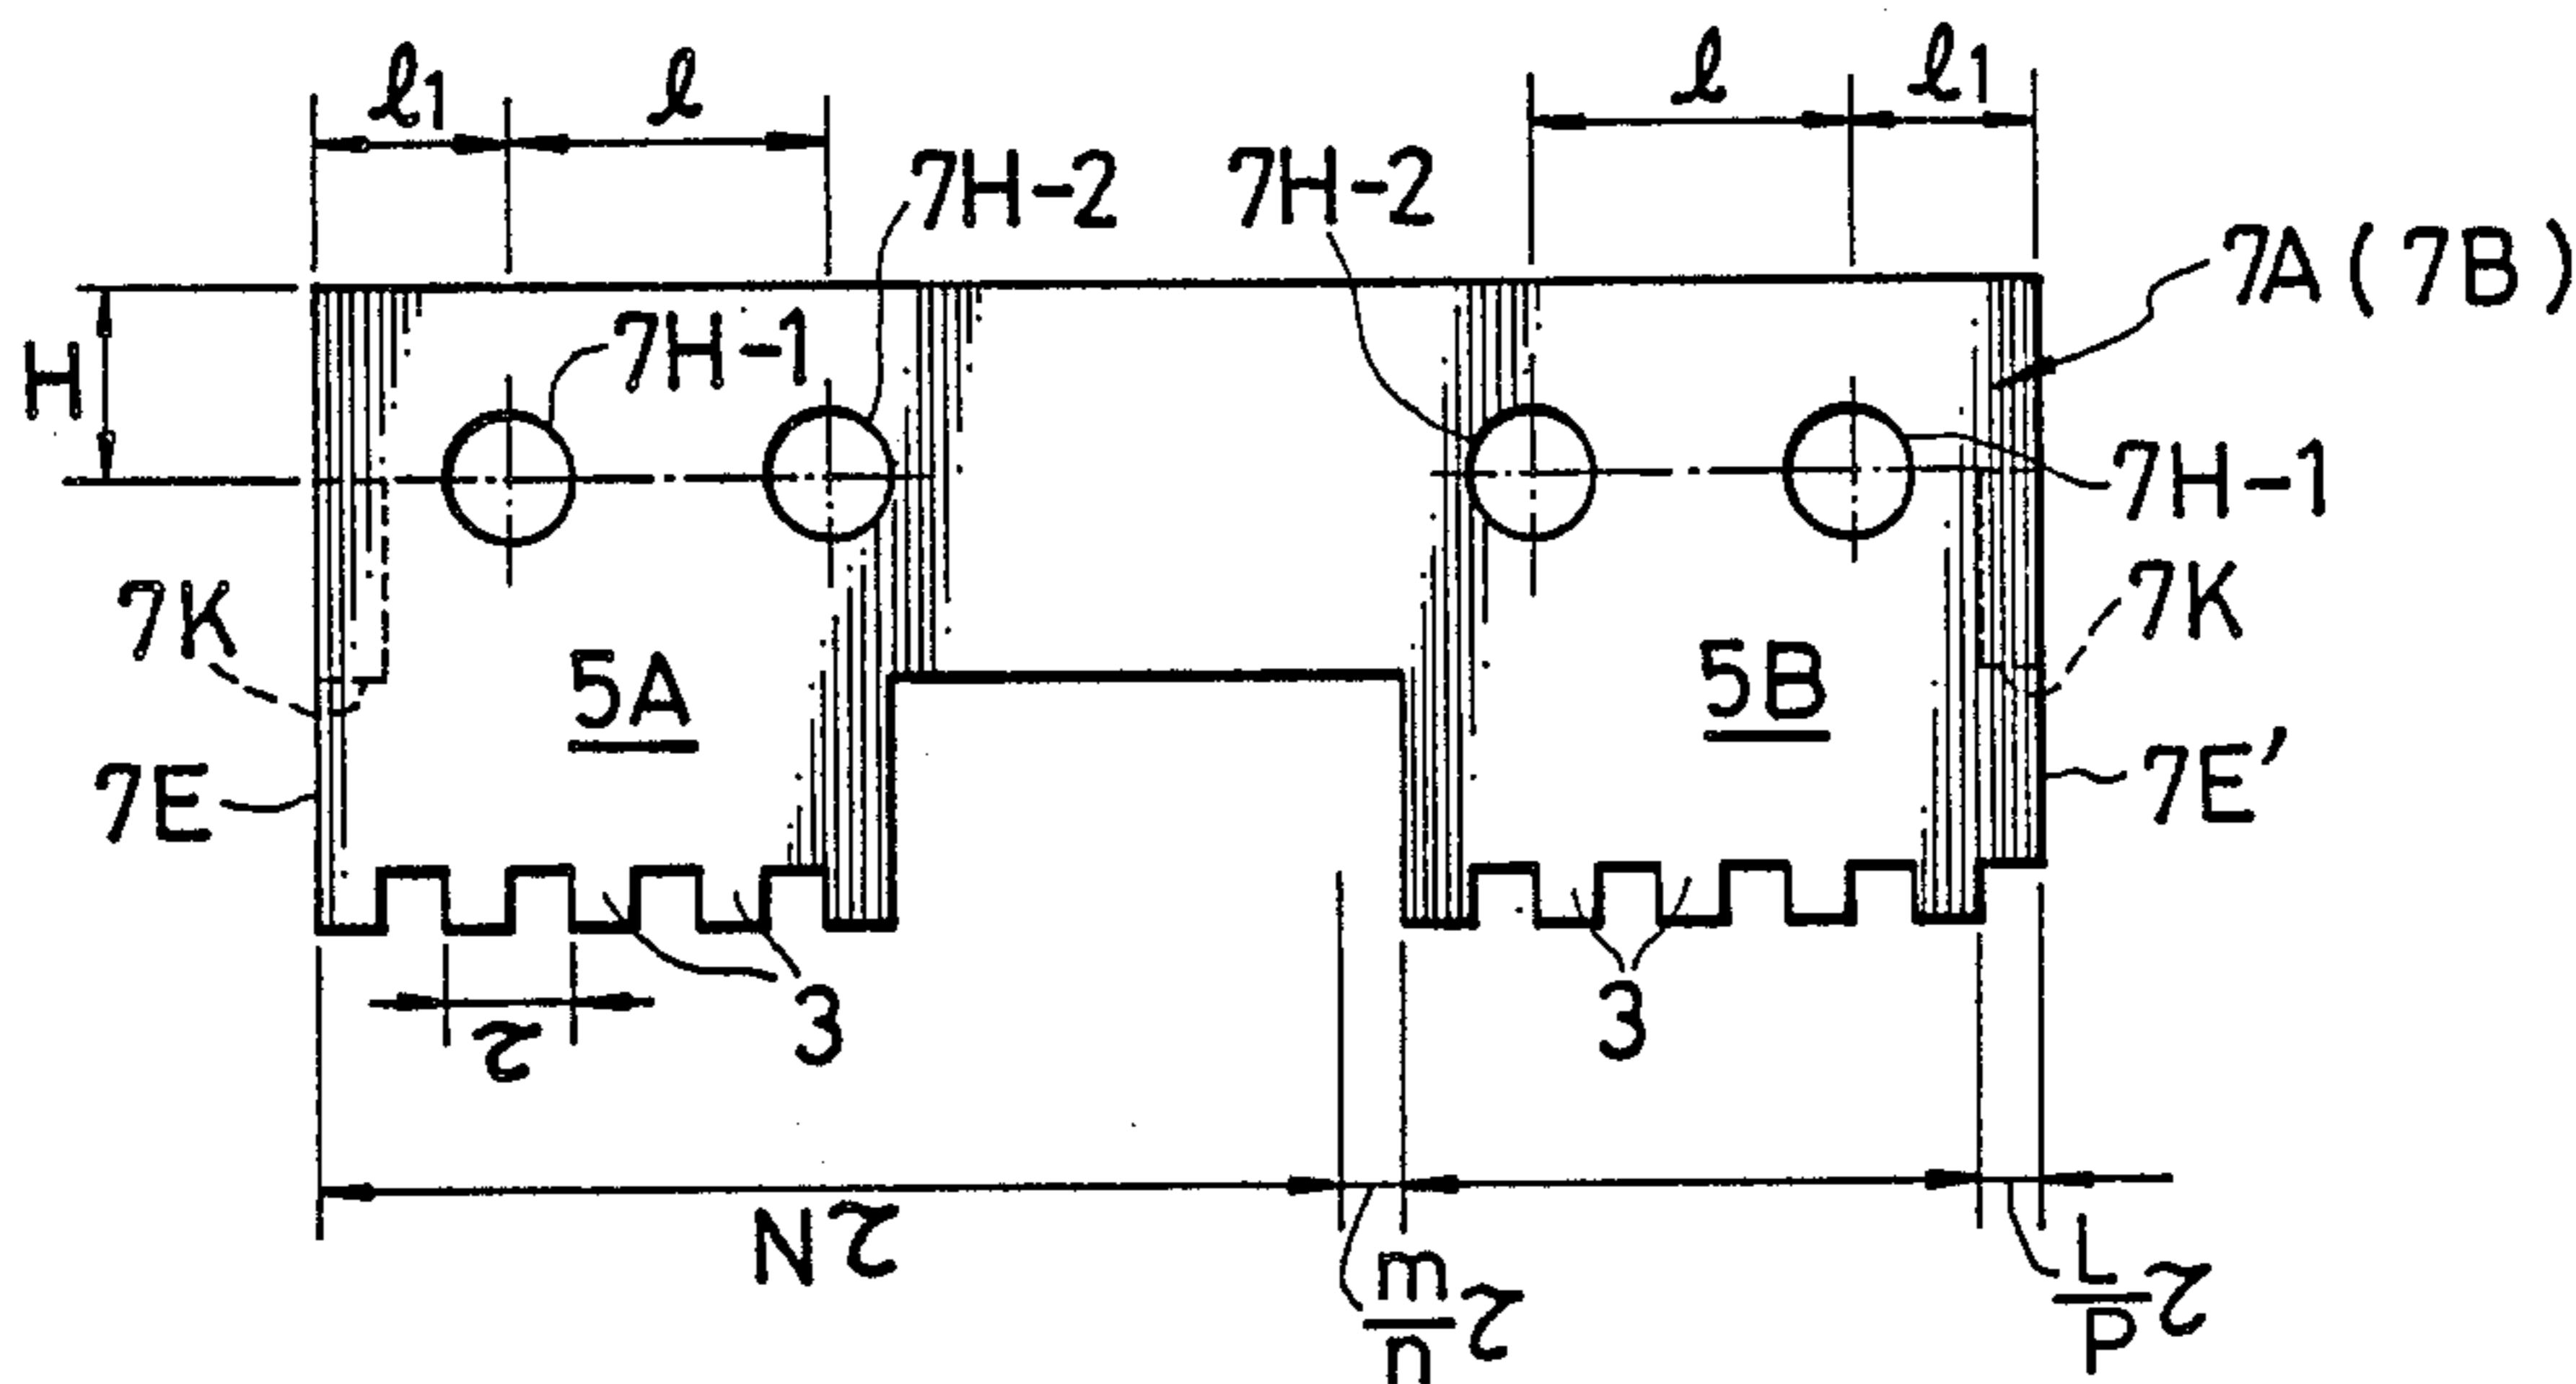 ℓ1 ℓ ℓ ℓ1
7H-2 7H-2
7A(7B)
H 7H-1
7H-1
7K 7K
5A 5B
7E 7E'
τ 3 3
Nτ
m/n τ
L/P τ